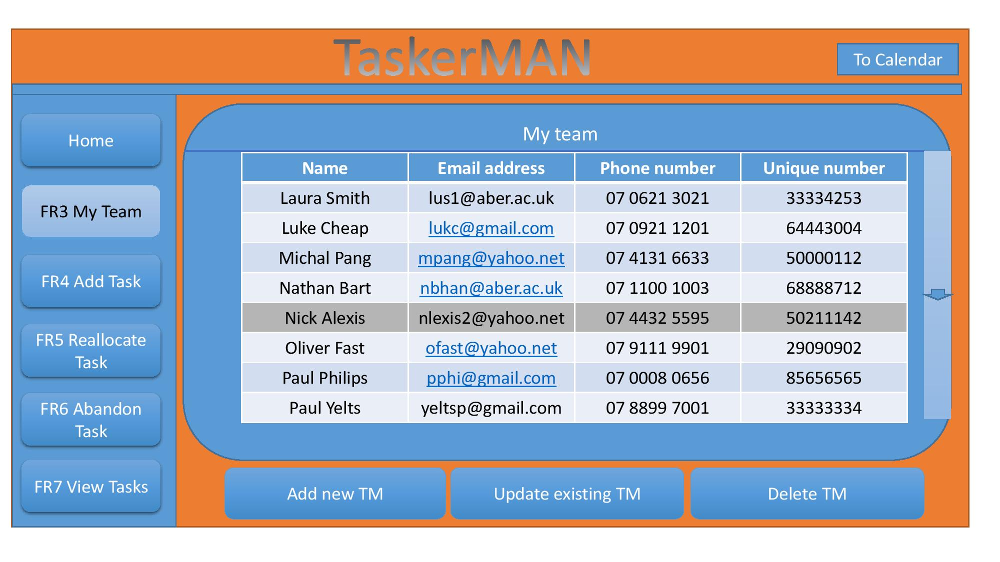 TaskerMAN
To Calendar
Home
FR3 My Team
FR4 Add Task
FR5 Reallocate
Task
FR6 Abandon
Task
FR7 View Tasks
My team
Name Email address Phone number Unique number
Laura Smith lus1@aber.ac.uk 07 0621 3021 33334253
Luke Cheap lukc@gmail.com 07 0921 1201 64443004
Michal Pang mpang@yahoo.net 07 4131 6633 50000112
Nathan Bart nbhan@aber.ac.uk 07 1100 1003 68888712
Nick Alexis nlexis2@yahoo.net 07 4432 5595 50211142
Oliver Fast ofast@yahoo.net 07 9111 9901 29090902
Paul Philips pphi@gmail.com 07 0008 0656 85656565
Paul Yelts yeltsp@gmail.com 07 8899 7001 33333334
Add new TM
Update existing TM
Delete TM